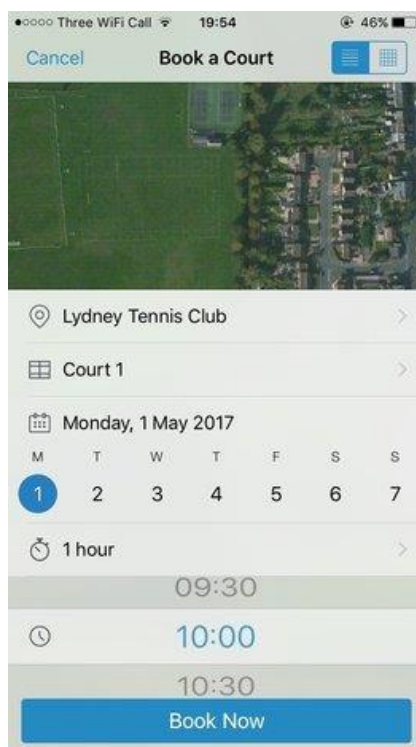 Three WiFi Call 19:54 46%
Cancel Book a Court
Lydney Tennis Club
Court 1
Monday, 1 May 2017
M T W T F S S
1 2 3 4 5 6 7
1 hour
09:30
10:00
10:30
Book Now